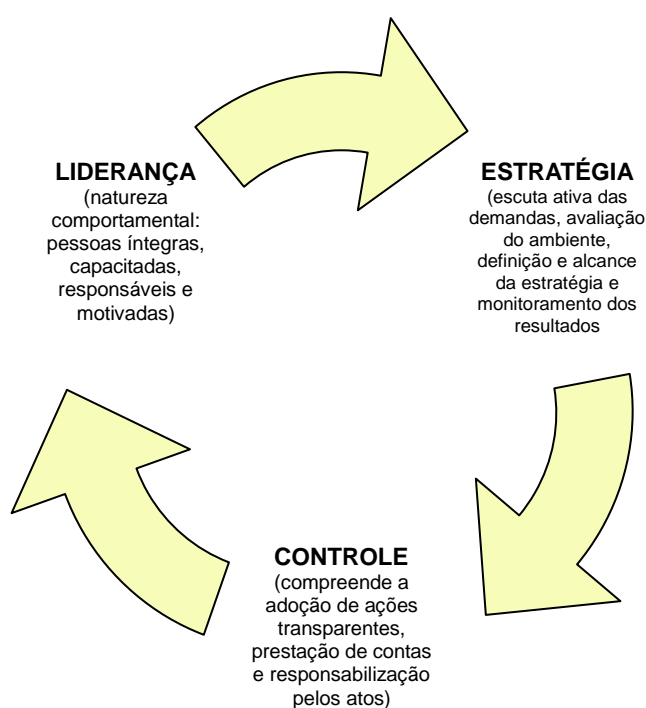 LIDERANÇA
(natureza
comportamental:
pessoas íntegras,
capacitadas,
responsáveis e
motivadas)
ESTRATÉGIA
(escuta ativa das
demandas, avaliação
do ambiente,
definição e alcance
da estratégia e
monitoramento dos
resultados
CONTROLE
(compreende a
adoção de ações
transparentes,
prestação de contas
e responsabilização
pelos atos)